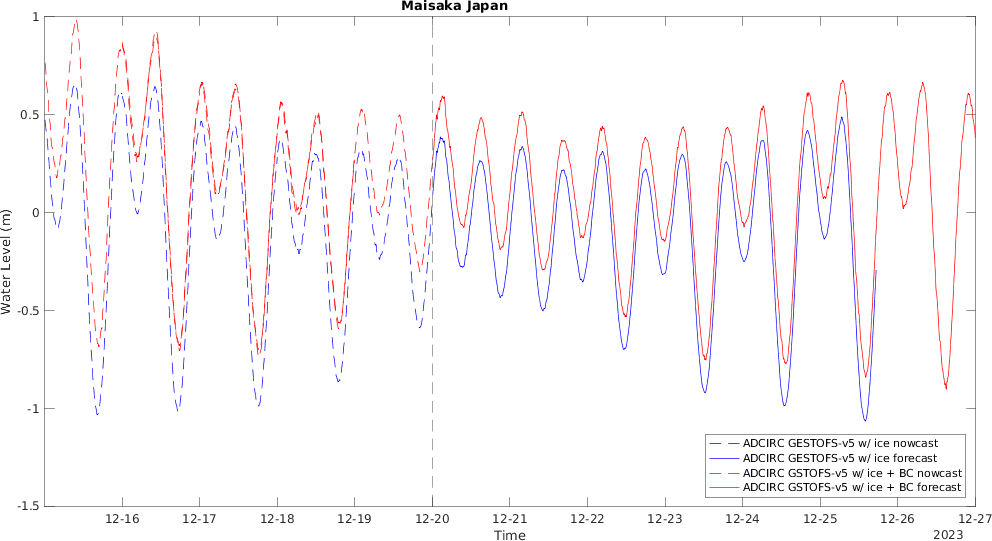 Maisaka Japan
1
0.5
0
-0.5
-1
-1.5
Water Level (m)
12-16 12-17 12-18 12-19 12-20 12-21 12-22 12-23 12-24 12-25 12-26 12-27
Time
2023
ADCIRC GESTOFS-v5 w/ ice nowcast
ADCIRC GESTOFS-v5 w/ ice forecast
ADCIRC GSTOFS-v5 w/ ice + BC nowcast
ADCIRC GSTOFS-v5 w/ ice + BC forecast